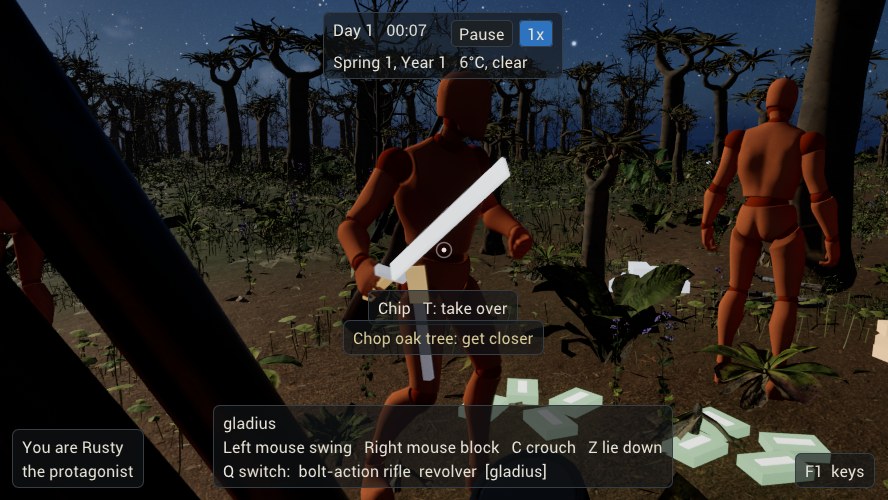 Day 1 00:07 Pause 1x
Spring 1, Year 1 6°C, clear
Chip T: take over
Chop oak tree: get closer
You are Rusty
the protagonist
gladius
Left mouse swing Right mouse block C crouch Z lie down
Q switch: bolt-action rifle revolver [gladius]
F1 keys